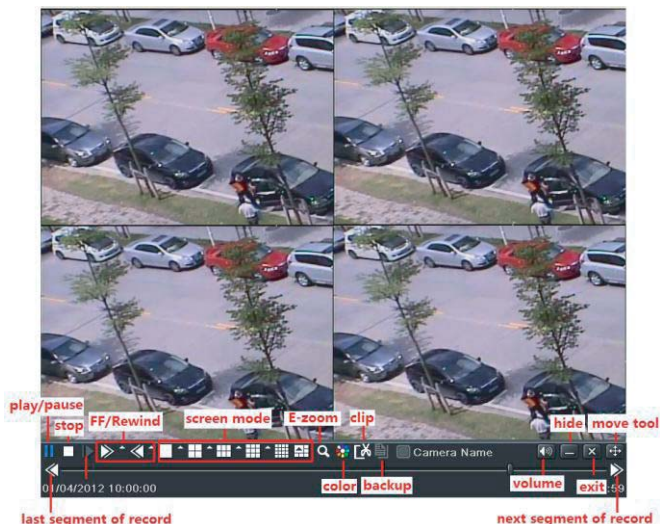 play/pause
stop
FF/Rewind
screen mode
E-zoom
clip
hide
move tool
Camera Name
color
backup
volume
exit
01/04/2012 10:00:00
:59
last segment of record
next segment of record